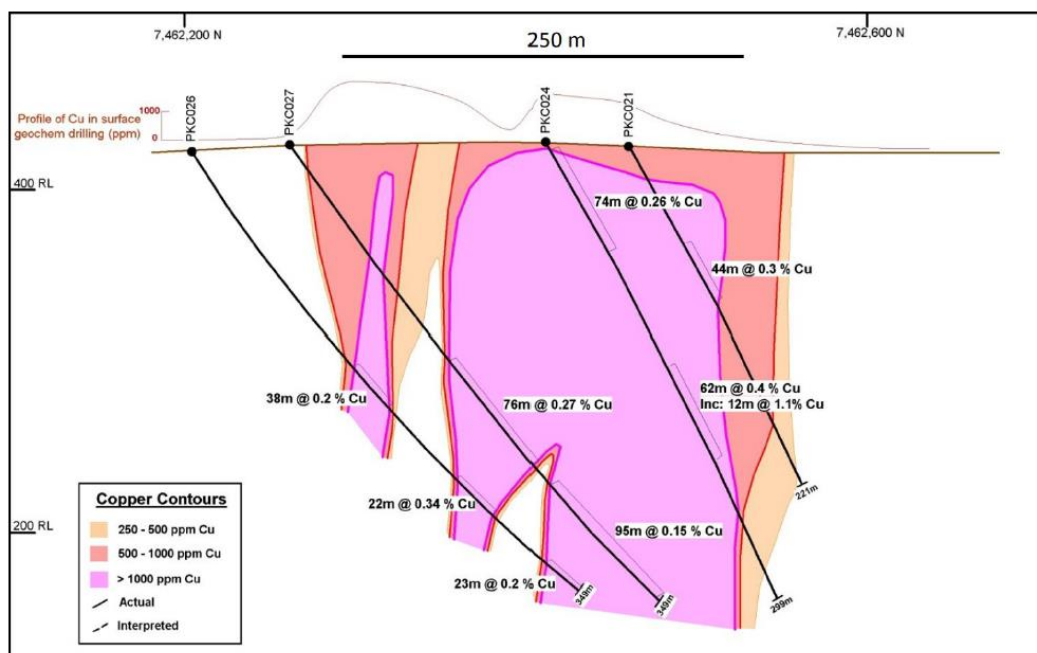 7,462,200 N
7,462,600 N
250 m
Profile of Cu in surface
geochem drilling (ppm)
1000
0
PKC026
PKC027
PKC024
PKC021
400 RL
74m @ 0.26 % Cu
44m @ 0.3 % Cu
38m @ 0.2 % Cu
62m @ 0.4 % Cu
Inc: 12m @ 1.1% Cu
76m @ 0.27 % Cu
221m
22m @ 0.34 % Cu
200 RL
95m @ 0.15 % Cu
23m @ 0.2 % Cu
349m
349m
299m
Copper Contours
250 - 500 ppm Cu
500 - 1000 ppm Cu
> 1000 ppm Cu
Actual
Interpreted